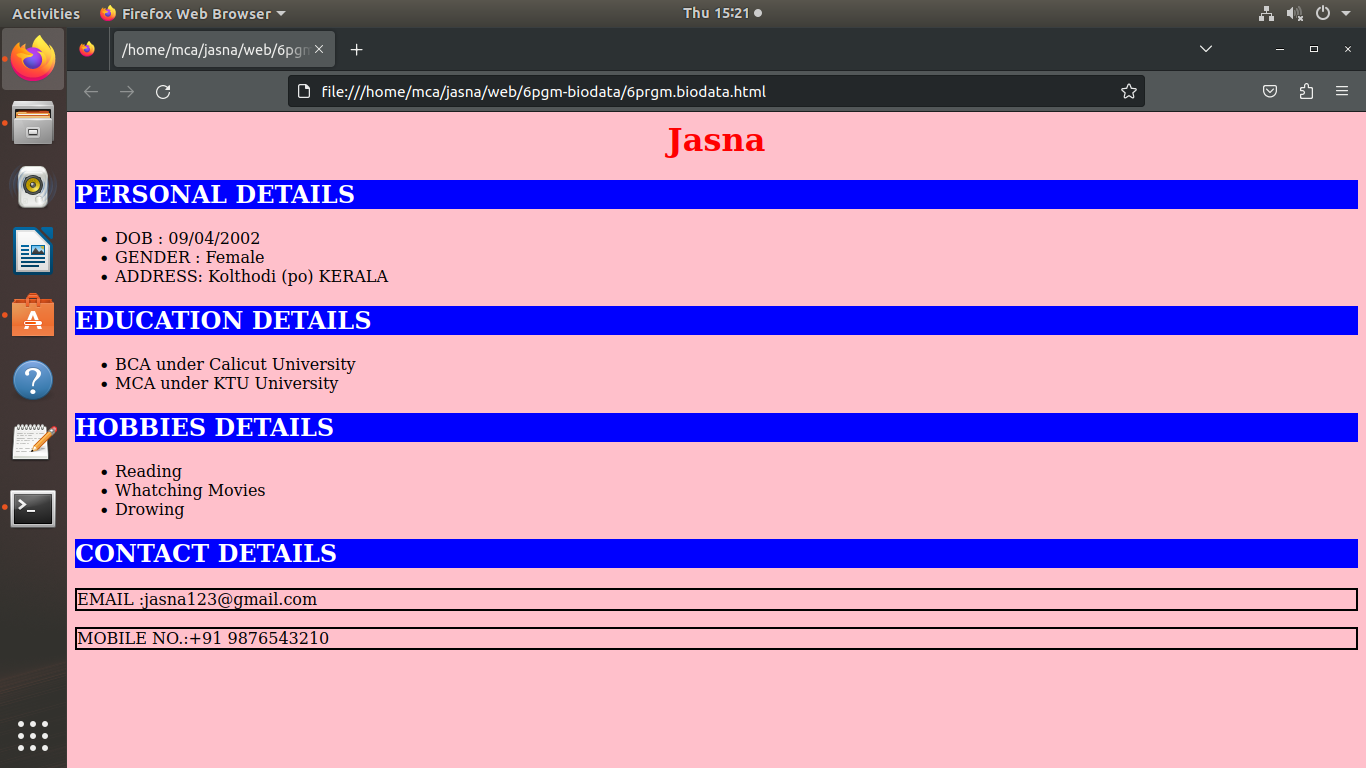 Activities Firefox Web Browser Thu 15:21
/home/mca/jasna/web/6pgm
file:///home/mca/jasna/web/6pgm-biodata/6prgm.biodata.html
Jasna
PERSONAL DETAILS
DOB : 09/04/2002
GENDER : Female
ADDRESS: Kolthodi (po) KERALA
EDUCATION DETAILS
BCA under Calicut University
MCA under KTU University
HOBBIES DETAILS
Reading
Whatching Movies
Drowing
CONTACT DETAILS
EMAIL :jasna123@gmail.com
MOBILE NO.:+91 9876543210